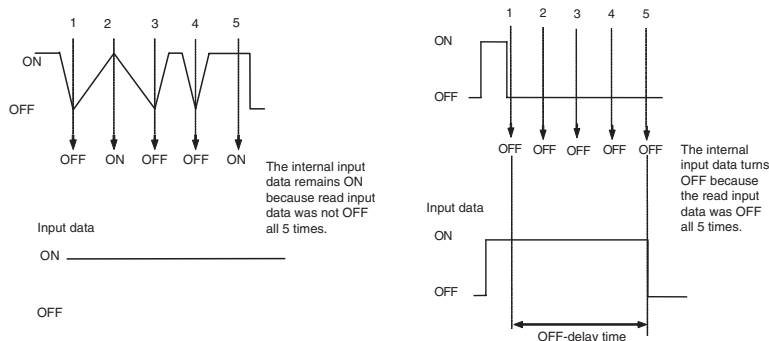 1 2 3 4 5
ON
OFF
OFF ON OFF OFF ON
The internal input
data remains ON
because read input
data was not OFF
all 5 times.
Input data
ON
OFF
1 2 3 4 5
ON
OFF
OFF OFF OFF OFF OFF
The internal
input data turns
OFF because
the read input
data was OFF
all 5 times.
Input data
ON
OFF
OFF-delay time